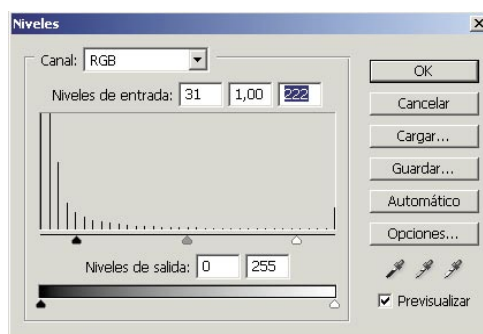 Niveles
Canal: RGB
Niveles de entrada: 31 1,00 222
Niveles de salida: 0 255
OK
Cancelar
Cargar...
Guardar...
Automático
Opciones...
Previsualizar